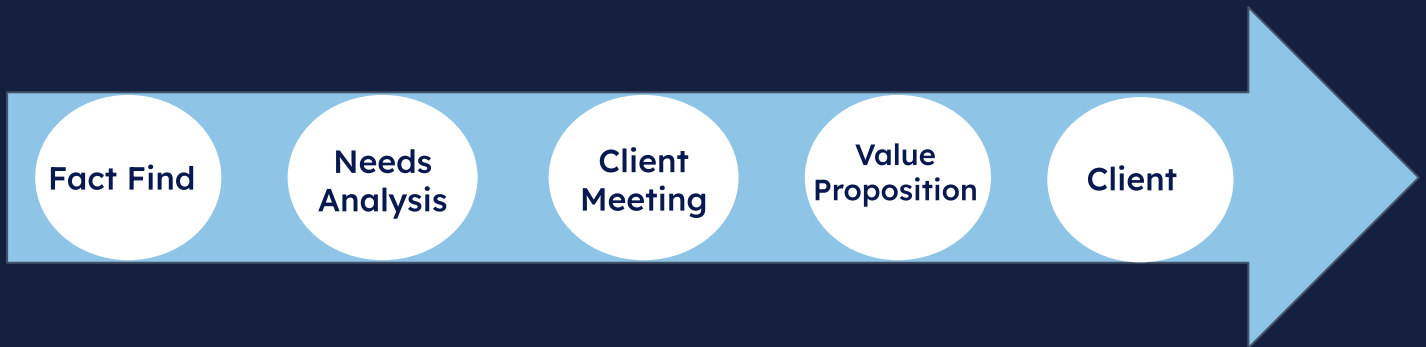 Fact Find
Needs
Analysis
Client
Meeting
Value
Proposition
Client